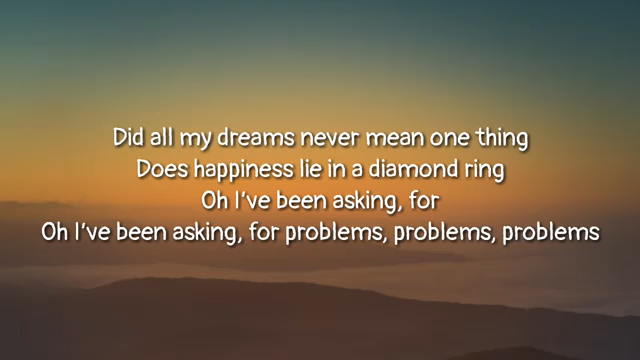 Did all my dreams never mean one thing
Does happiness lie in a diamond ring
Oh I've been asking, for
Oh I've been asking, for problems, problems, problems